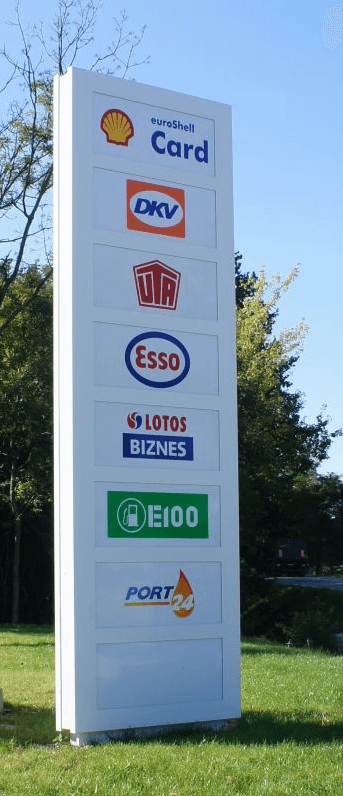 euroShell
Card
DKV
UTA
Esso
LOTOS
BIZNES
E100
PORT
24